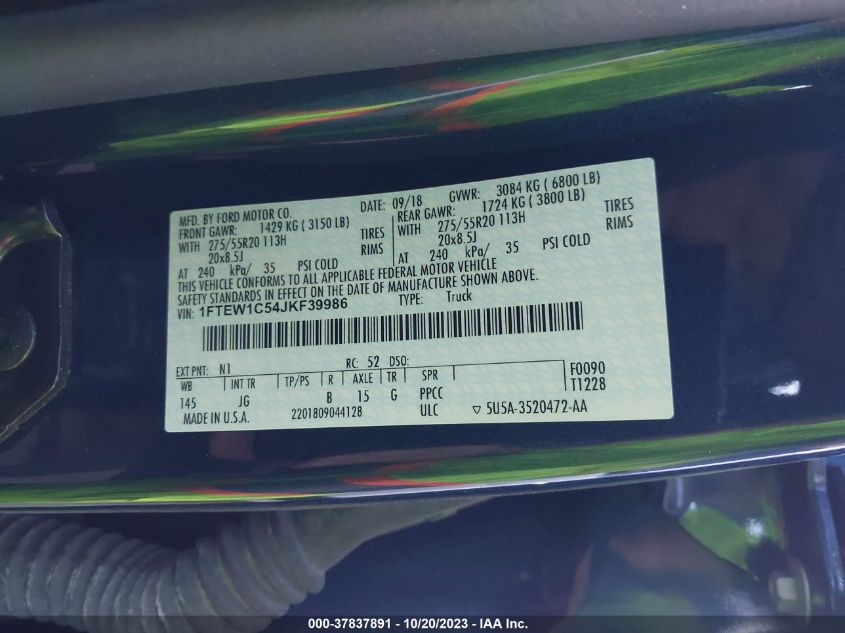 MFD. BY FORD MOTOR CO. DATE: 09/18 GVWR: 3084 KG ( 6800 LB)
FRONT GAWR: 1429 KG ( 3150 LB) REAR GAWR: 1724 KG ( 3800 LB)
WITH 275/55R20 113H TIRES WITH 275/55R20 113H TIRES
20x8.5J RIMS 20x8.5J RIMS
AT 240 kPa/ 35 PSI COLD AT 240 kPa/ 35 PSI COLD
THIS VEHICLE CONFORMS TO ALL APPLICABLE FEDERAL MOTOR VEHICLE
SAFETY STANDARDS IN EFFECT ON THE DATE OF MANUFACTURE SHOWN ABOVE.
VIN: 1FTEW1C54JKF39986 TYPE: Truck
EXT PNT: N1 RC: 52 DSO: F0090
WB INT TR TP/PS R AXLE TR SPR T1228
145 JG B 15 G PPCC
MADE IN U.S.A. 2201809044128 ULC ▽ 5U5A-3520472-AA
000-37837891 - 10/20/2023 - IAA Inc.